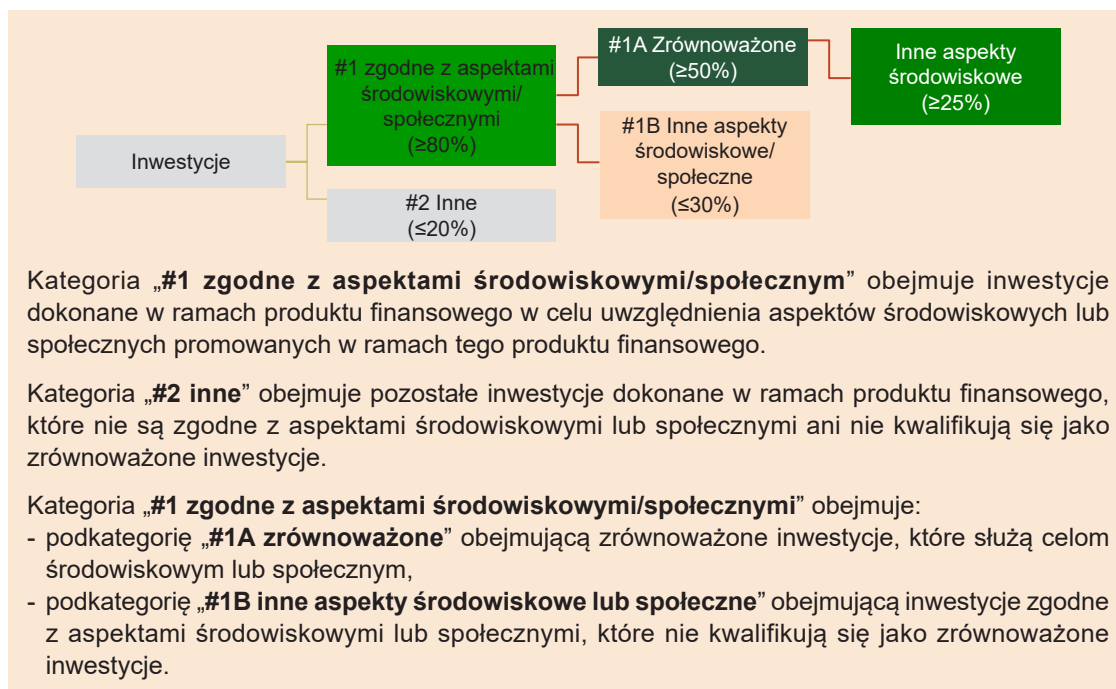 Inwestycje
#1 zgodne z aspektami
środowiskowymi/
społecznymi
(≥80%)
#2 Inne
(≤20%)
#1A Zrównoważone
(≥50%)
#1B Inne aspekty
środowiskowe/
społeczne
(≤30%)
Inne aspekty
środowiskowe
(≥25%)
Kategoria „#1 zgodne z aspektami środowiskowymi/społecznym” obejmuje inwestycje
dokonane w ramach produktu finansowego w celu uwzględnienia aspektów środowiskowych lub
społecznych promowanych w ramach tego produktu finansowego.
Kategoria „#2 inne” obejmuje pozostałe inwestycje dokonane w ramach produktu finansowego,
które nie są zgodne z aspektami środowiskowymi lub społecznymi ani nie kwalifikują się jako
zrównoważone inwestycje.
Kategoria „#1 zgodne z aspektami środowiskowymi/społecznymi” obejmuje:
- podkategorię „#1A zrównoważone” obejmującą zrównoważone inwestycje, które służą celom
środowiskowym lub społecznym,
- podkategorię „#1B inne aspekty środowiskowe lub społeczne” obejmującą inwestycje zgodne
z aspektami środowiskowymi lub społecznymi, które nie kwalifikują się jako zrównoważone
inwestycje.